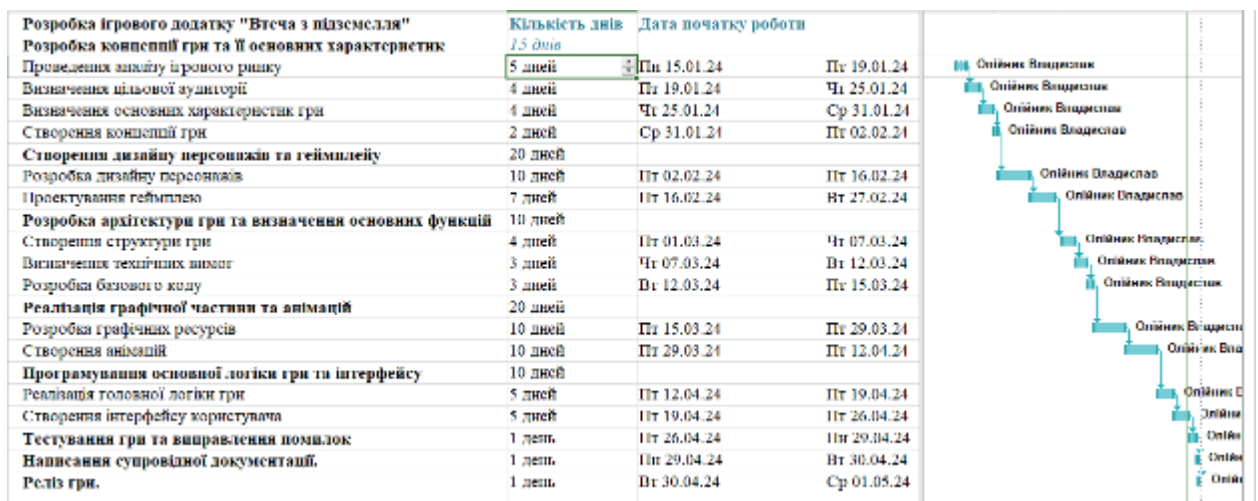 Розробка ігрового додатку "Втеча з підземелля" Кількість днів Дата початку роботи
Розробка концепції гри та її основних характеристик 15 днів
Проведення аналізу ігрового ринку 5 дней Пн 15.01.24 Пт 19.01.24 Олійник Владислав
Визначення цільової аудиторії 4 дней Пт 19.01.24 Чт 25.01.24 Олійник Владислав
Визначення основних характеристик гри 4 дней Чт 25.01.24 Ср 31.01.24 Олійник Владислав
Створення концепції гри 2 дней Ср 31.01.24 Пт 02.02.24 Олійник Владислав
Створення дизайну персонажів та геймплейу 20 дней
Розробка дизайну персонажів 10 дней Пт 02.02.24 Пт 16.02.24 Олійник Владислав
Проектування геймплею 7 дней Пт 16.02.24 Вт 27.02.24 Олійник Владислав
Розробка архітектури гри та визначення основних функцій 10 дней
Створення структури гри 4 дней Пт 01.03.24 Чт 07.03.24 Олійник Владислав
Визначення технічних вимог 3 дней Чт 07.03.24 Вт 12.03.24 Олійник Владислав
Розробка базового коду 3 дней Вт 12.03.24 Пт 15.03.24 Олійник Владислав
Реалізація графічної частини та анімацій 20 дней
Розробка графічних ресурсів 10 дней Пт 15.03.24 Пт 29.03.24 Олійник Владисл
Створення анімацій 10 дней Пт 29.03.24 Пт 12.04.24 Олійник Вла
Програмування основної логіки гри та інтерфейсу 10 дней
Реалізація головної логіки гри 5 дней Пт 12.04.24 Пт 19.04.24 Олійник
Створення інтерфейсу користувача 5 дней Пт 19.04.24 Пт 26.04.24 Олійни
Тестування гри та виправлення помилок 1 день Пт 26.04.24 Пн 29.04.24 Олійн
Написання супровідної документації. 1 день Пн 29.04.24 Вт 30.04.24 Олійн
Реліз гри. 1 день Вт 30.04.24 Ср 01.05.24 Олій